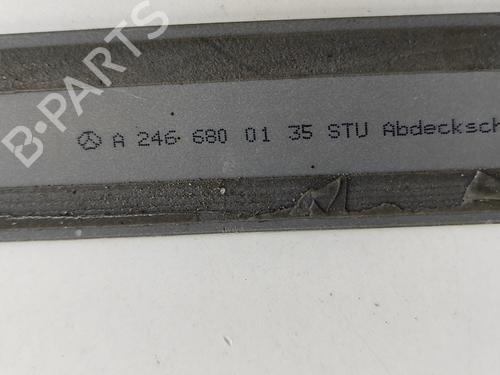 A 246 680 01 35 STU Abdecksch
B-PARTS